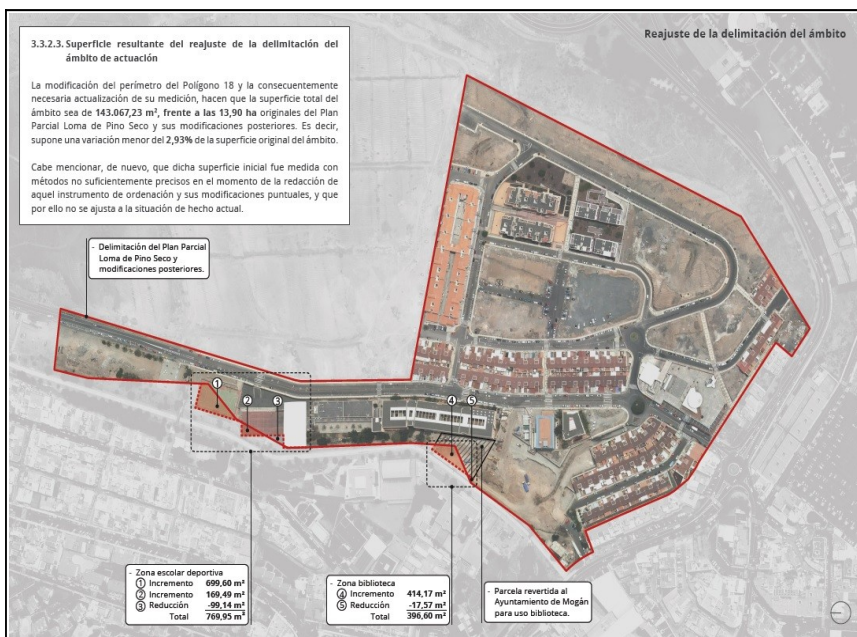 Reajuste de la delimitación del ámbito
3.3.2.3. Superficie resultante del reajuste de la delimitación del
ámbito de actuación
La modificación del perímetro del Polígono 18 y la consecuentemente
necesaria actualización de su medición, hacen que la superficie total del
ámbito sea de 143.067,23 m², frente a las 13,90 ha originales del Plan
Parcial Loma de Pino Seco y sus modificaciones posteriores. Es decir,
supone una variación menor del 2,93% de la superficie original del ámbito.
Cabe mencionar, de nuevo, que dicha superficie inicial fue medida con
métodos no suficientemente precisos en el momento de la redacción de
aquel instrumento de ordenación y sus modificaciones puntuales, y que
por ello no se ajusta a la situación de hecho actual.
- Delimitación del Plan Parcial
Loma de Pino Seco y
modificaciones posteriores.
1
2
3
4
5
- Zona escolar deportiva
1 Incremento 699,60 m²
2 Incremento 169,49 m²
3 Reducción -99,14 m²
Total 769,95 m²
- Zona biblioteca
4 Incremento 414,17 m²
5 Reducción -17,57 m²
Total 396,60 m²
- Parcela revertida al
Ayuntamiento de Mogán
para uso biblioteca.